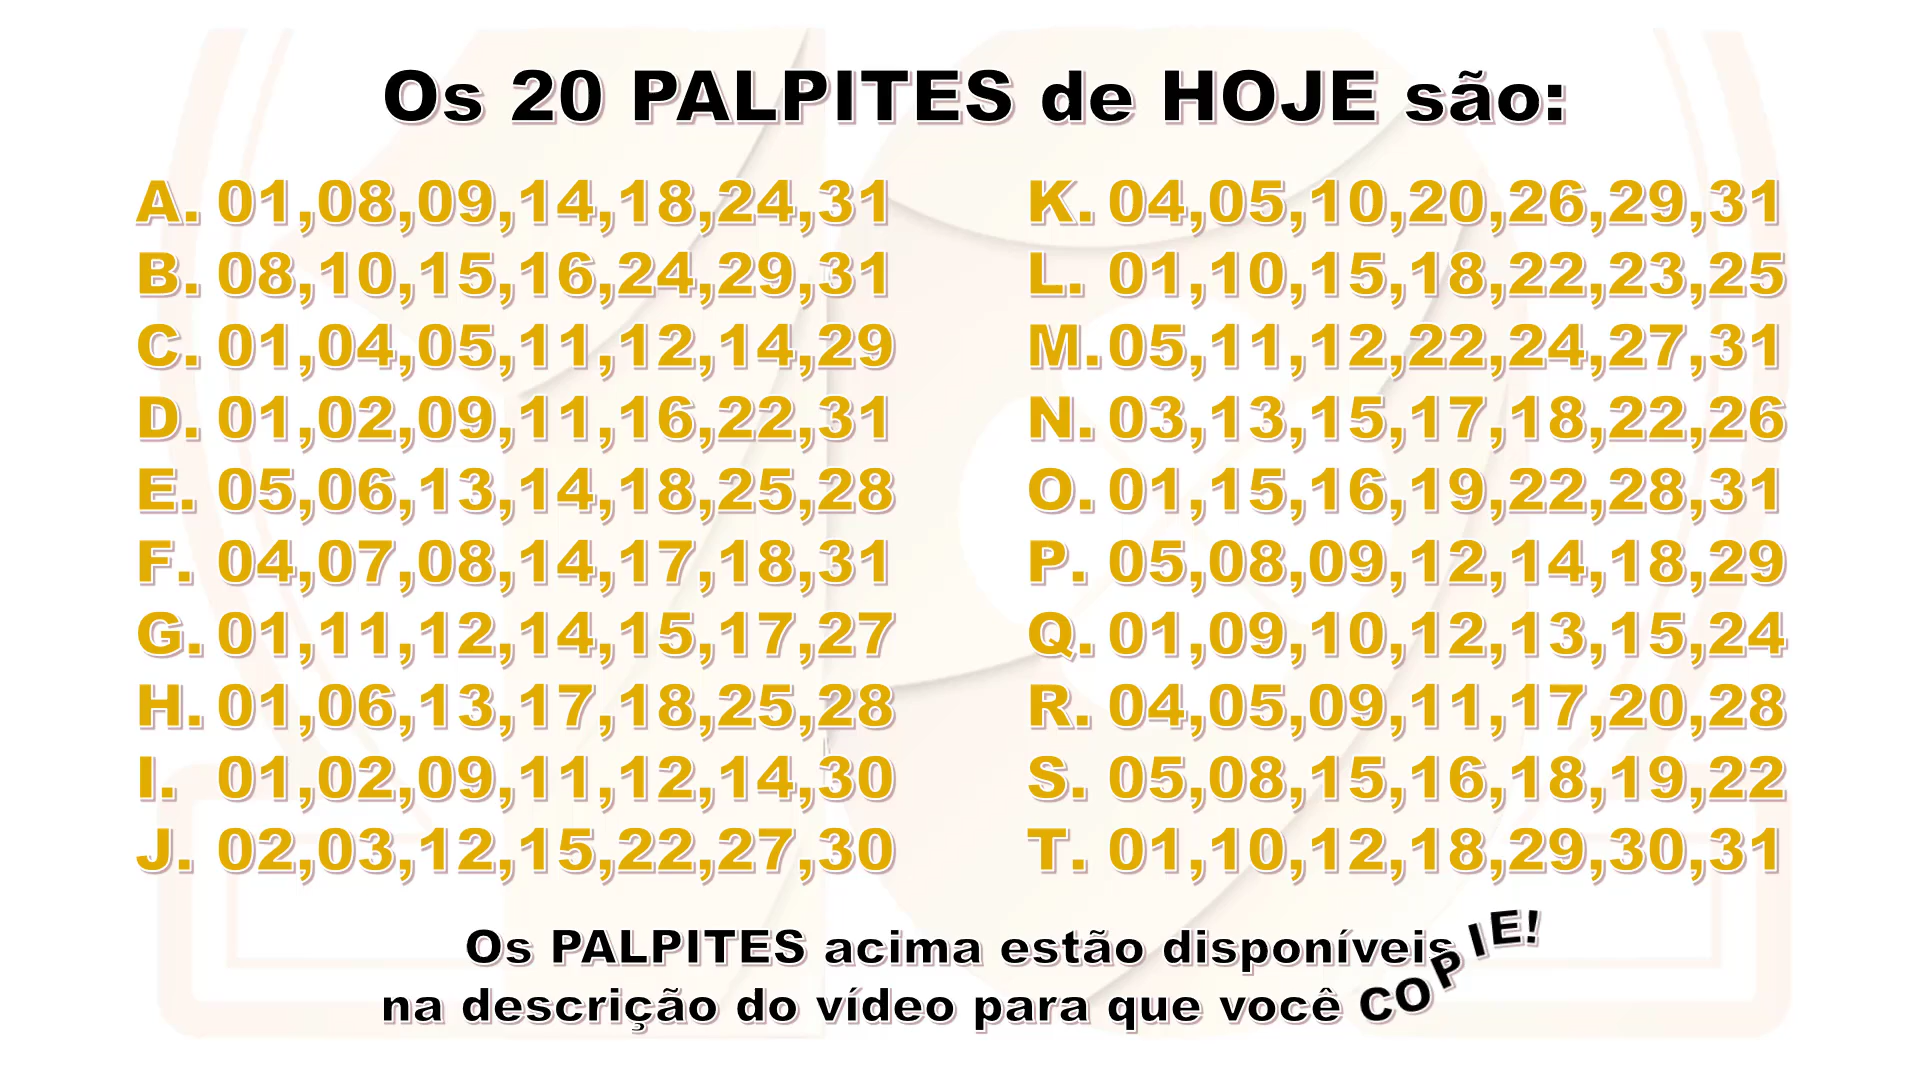 Os 20 PALPITES de HOJE são:
A. 01,08,09,14,18,24,31
B. 08,10,15,16,24,29,31
C. 01,04,05,11,12,14,29
D. 01,02,09,11,16,22,31
E. 05,06,13,14,18,25,28
F. 04,07,08,14,17,18,31
G. 01,11,12,14,15,17,27
H. 01,06,13,17,18,25,28
I. 01,02,09,11,12,14,30
J. 02,03,12,15,22,27,30
K. 04,05,10,20,26,29,31
L. 01,10,15,18,22,23,25
M. 05,11,12,22,24,27,31
N. 03,13,15,17,18,22,26
O. 01,15,16,19,22,28,31
P. 05,08,09,12,14,18,29
Q. 01,09,10,12,13,15,24
R. 04,05,09,11,17,20,28
S. 05,08,15,16,18,19,22
T. 01,10,12,18,29,30,31
Os PALPITES acima estão disponíveis
na descrição do vídeo para que você COPIE!